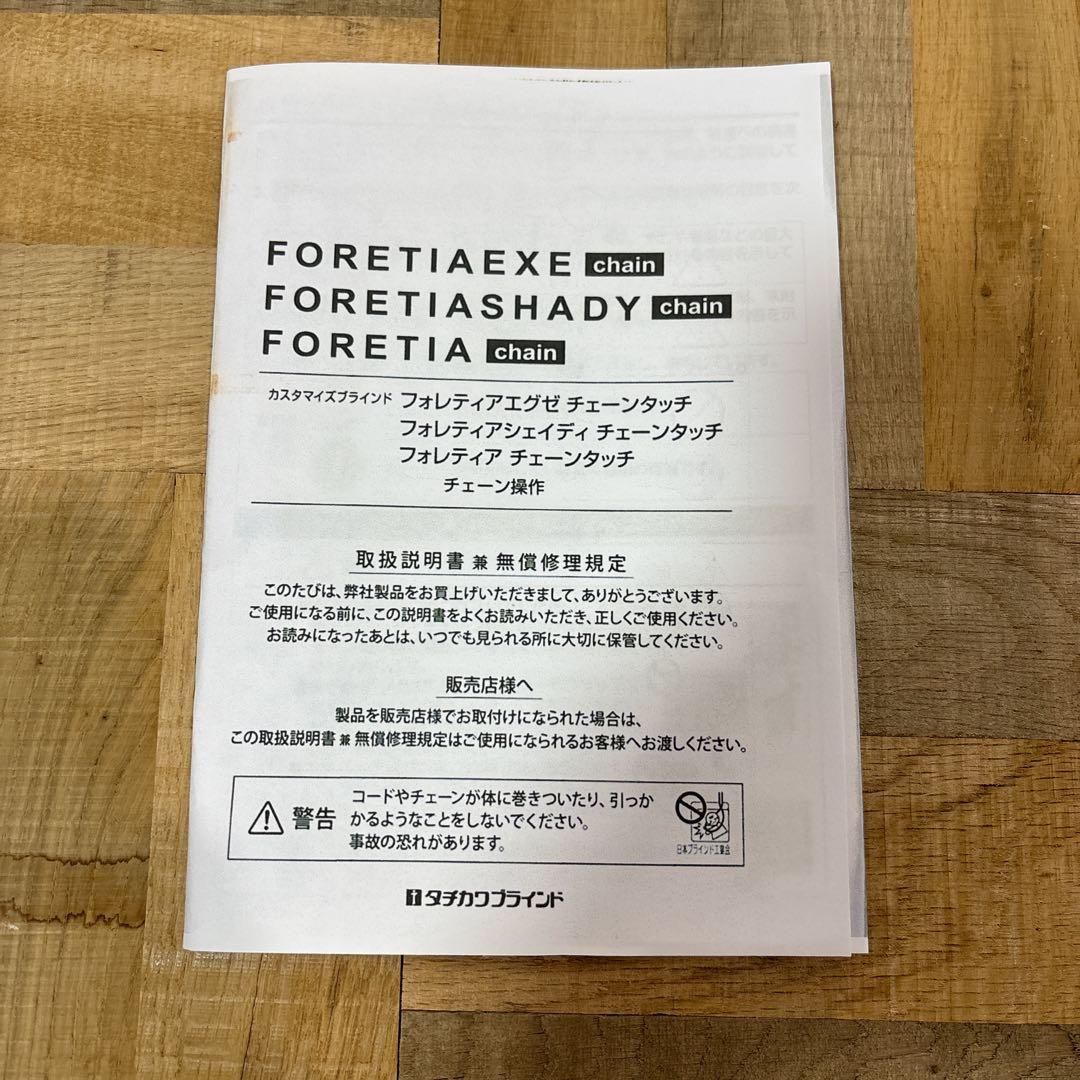 FORETIAEXE chain
FORETIASHADY chain
FORETIA chain
カスタマイズブラインド フォレティアエグゼ チェーンタッチ
フォレティアシェイディ チェーンタッチ
フォレティア チェーンタッチ
チェーン操作
取扱説明書 兼 無償修理規定
このたびは、弊社製品をお買上げいただきまして、ありがとうございます。
ご使用になる前に、この説明書をよくお読みいただき、正しくご使用ください。
お読みになったあとは、いつでも見られる所に大切に保管してください。
販売店様へ
製品を販売店様でお取付けになられた場合は、
この取扱説明書 兼 無償修理規定はご使用になられるお客様へお渡しください。
警告
コードやチェーンが体に巻きついたり、引っか
かるようなことをしないでください。
事故の恐れがあります。
日本ブラインド工業会
タチカワブラインド